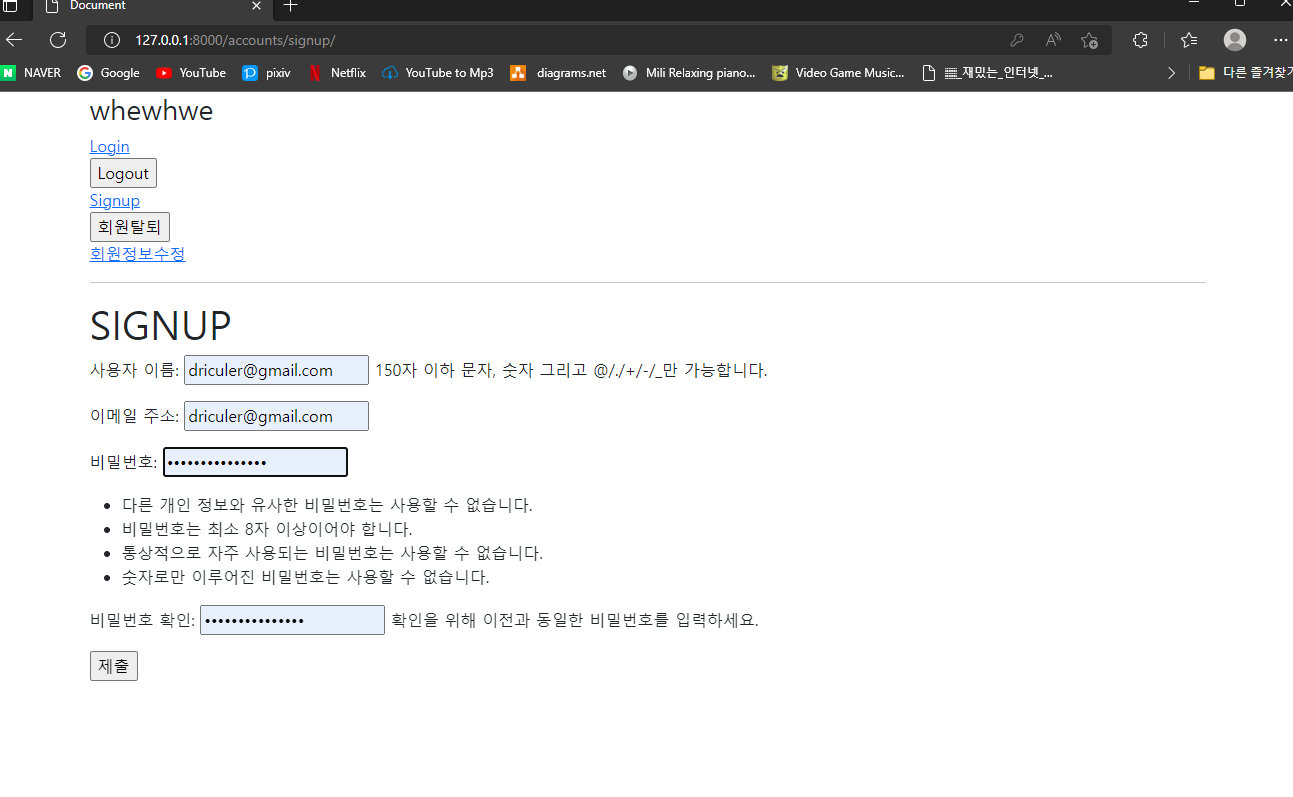 Document
127.0.0.1:8000/accounts/signup/
NAVER Google YouTube pixiv Netflix YouTube to Mp3 diagrams.net Mili Relaxing piano... Video Game Music... _재밌는_인터넷_... 다른 즐겨찾기
whewhwe
Login
Logout
Signup
회원탈퇴
회원정보수정
SIGNUP
사용자 이름: driculer@gmail.com 150자 이하 문자, 숫자 그리고 @/./+/-/_만 가능합니다.
이메일 주소: driculer@gmail.com
비밀번호: •••••••••••••••
• 다른 개인 정보와 유사한 비밀번호는 사용할 수 없습니다.
• 비밀번호는 최소 8자 이상이어야 합니다.
• 통상적으로 자주 사용되는 비밀번호는 사용할 수 없습니다.
• 숫자로만 이루어진 비밀번호는 사용할 수 없습니다.
비밀번호 확인: ••••••••••••••• 확인을 위해 이전과 동일한 비밀번호를 입력하세요.
제출